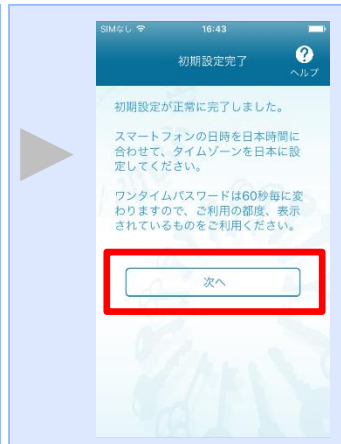 SIMなし 16:43
初期設定完了
?
ヘルプ
初期設定が正常に完了しました。
スマートフォンの日時を日本時間に
合わせて、タイムゾーンを日本に設
定してください。
ワンタイムパスワードは60秒毎に変
わりますので、ご利用の都度、表示
されているものをご利用ください。
次へ